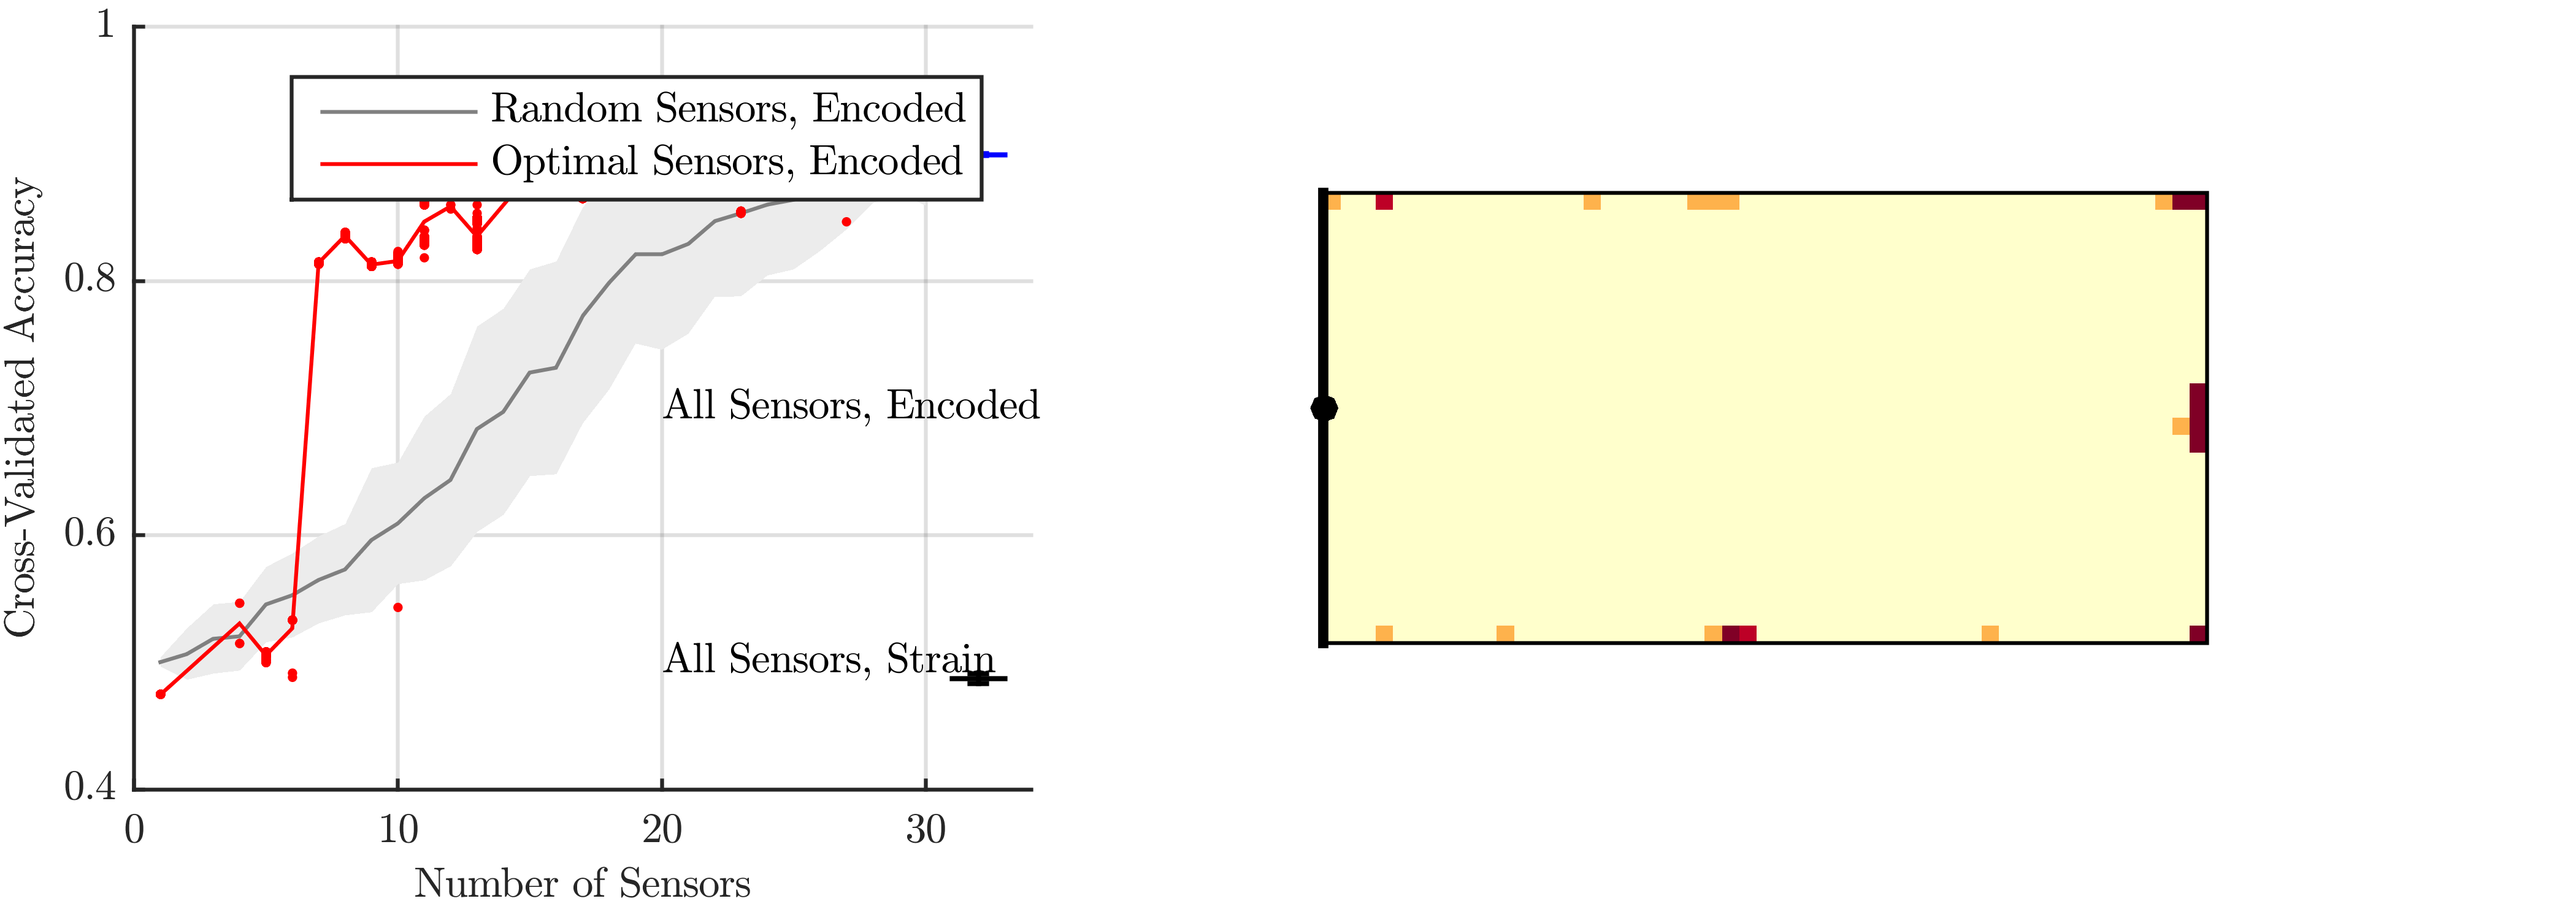 1
Random Sensors, Encoded
Optimal Sensors, Encoded
0.8
All Sensors, Encoded
0.6
All Sensors, Strain
0.4
0 10 20 30
Number of Sensors
Cross-Validated Accuracy